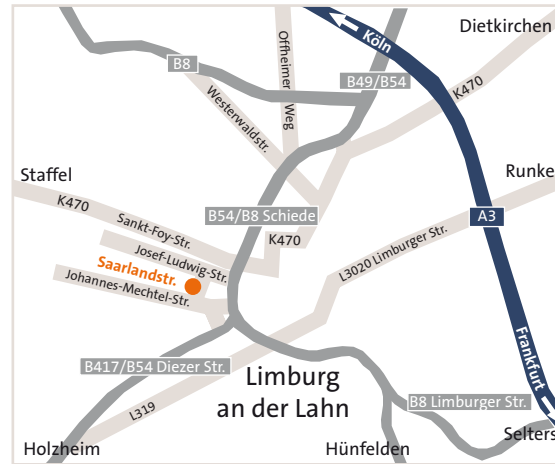 Dietkirchen
Köln
Offheimer Weg
B8
B49/B54
K470
Westerwaldstr.
Staffel
Runke
K470
B54/B8 Schiede
A3
Sankt-Foy-Str.
K470
Josef-Ludwig-Str.
L3020 Limburger Str.
Saarlandstr.
Johannes-Mechtel-Str.
Frankfurt
B417/B54 Diezer Str.
Limburg
an der Lahn
B8 Limburger Str.
L319
Selters
Holzheim
Hünfelden